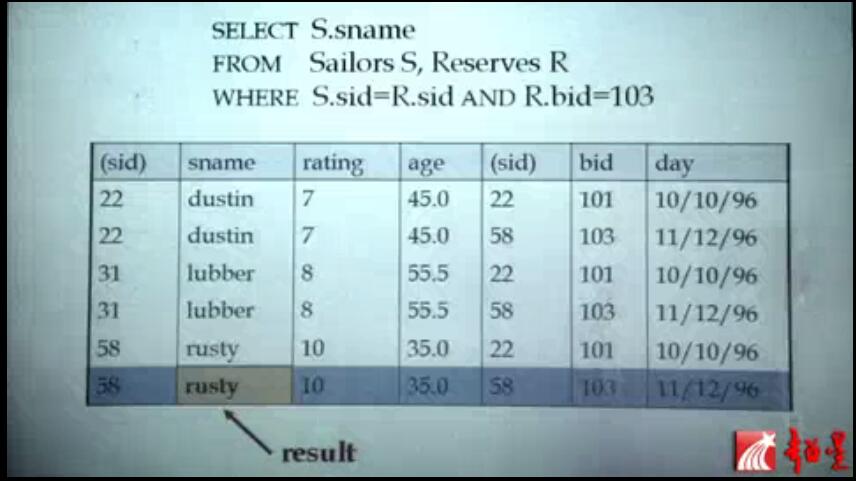 SELECT S.sname
FROM Sailors S, Reserves R
WHERE S.sid=R.sid AND R.bid=103
(sid) sname rating age (sid) bid day
22 dustin 7 45.0 22 101 10/10/96
22 dustin 7 45.0 58 103 11/12/96
31 lubber 8 55.5 22 101 10/10/96
31 lubber 8 55.5 58 103 11/12/96
58 rusty 10 35.0 22 101 10/10/96
58 rusty 10 35.0 58 103 11/12/96
result